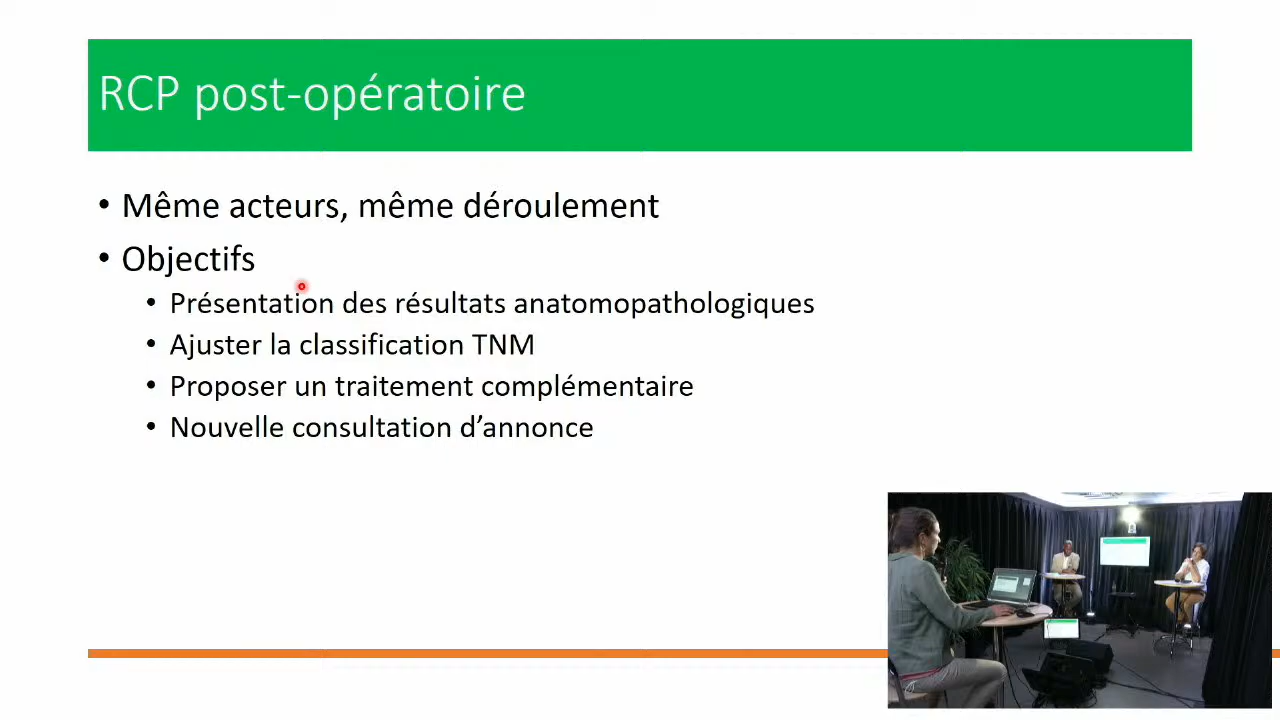 RCP post-opératoire
• Même acteurs, même déroulement
• Objectifs
• Présentation des résultats anatomopathologiques
• Ajuster la classification TNM
• Proposer un traitement complémentaire
• Nouvelle consultation d’annonce